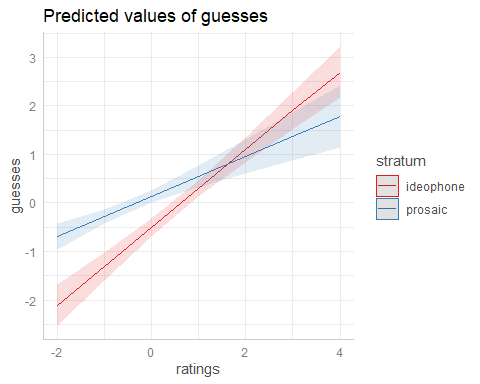 Predicted values of guesses
guesses
3
2
1
0
-1
-2
-2
0
2
4
ratings
stratum
ideophone
prosaic